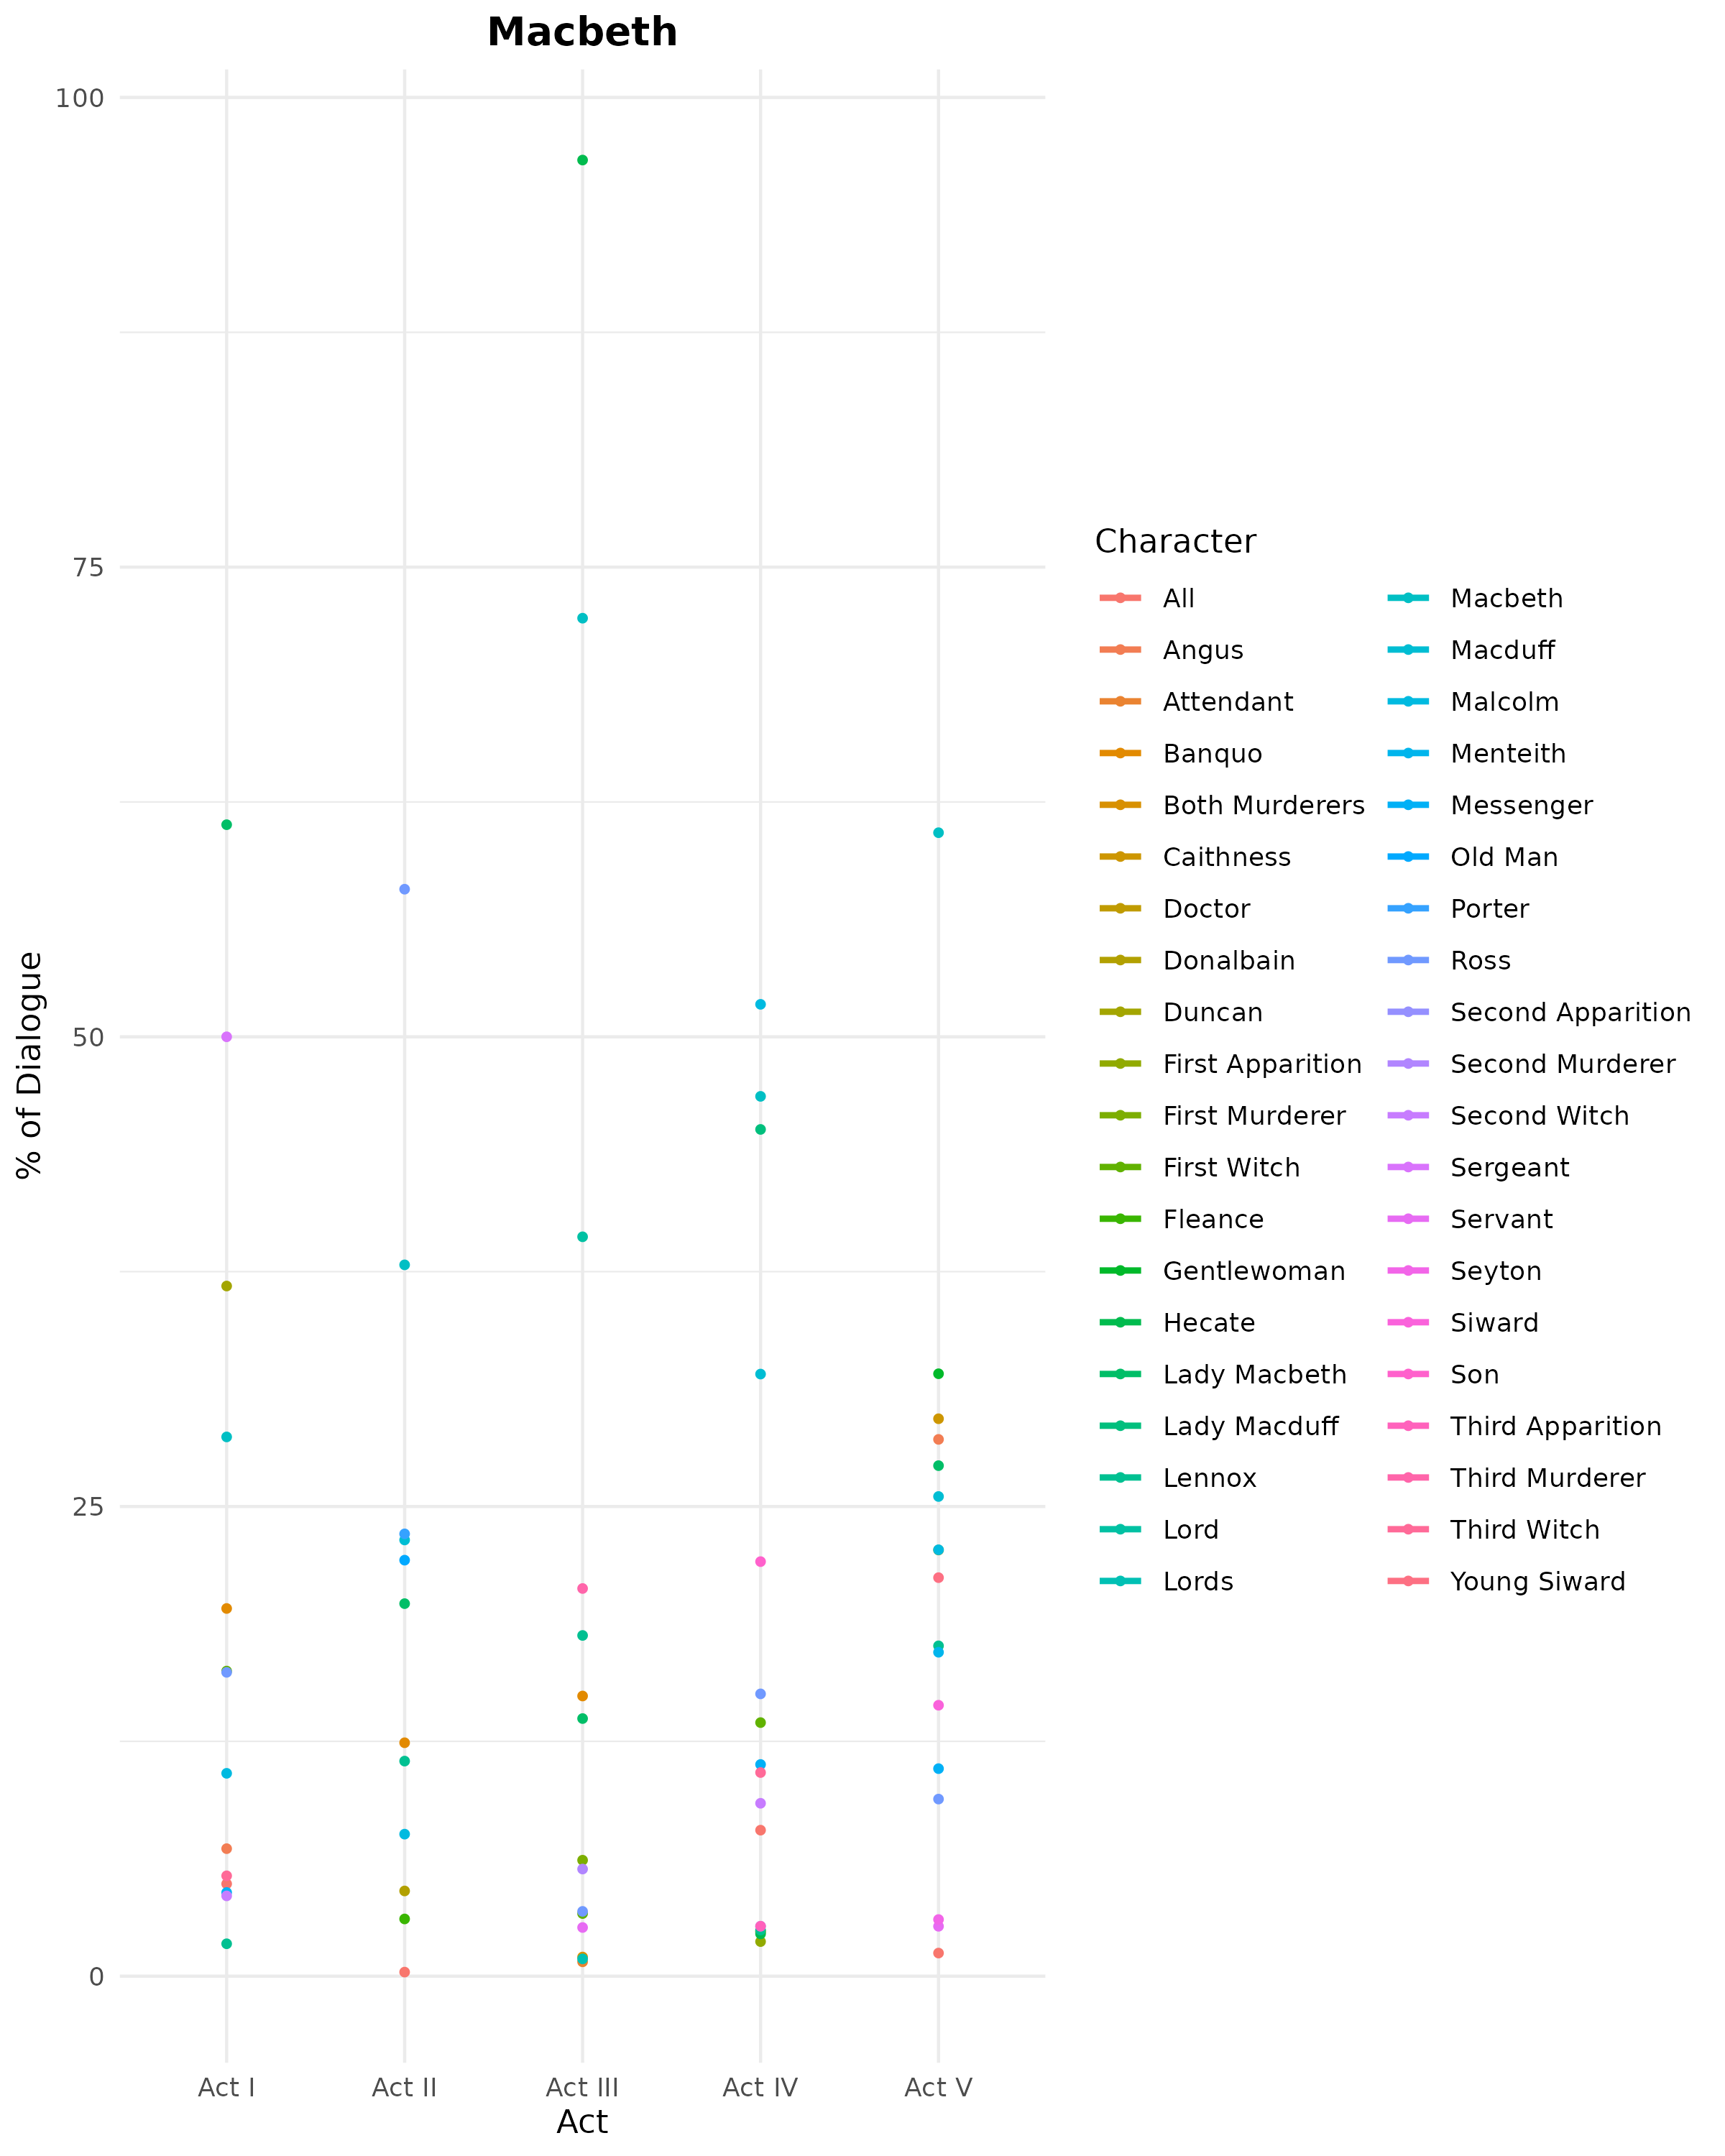 Macbeth
100
75
50
25
0
% of Dialogue
Act I
Act II
Act III
Act IV
Act V
Act
Character
All
Angus
Attendant
Banquo
Both Murderers
Caithness
Doctor
Donalbain
Duncan
First Apparition
First Murderer
First Witch
Fleance
Gentlewoman
Hecate
Lady Macbeth
Lady Macduff
Lennox
Lord
Lords
Macbeth
Macduff
Malcolm
Menteith
Messenger
Old Man
Porter
Ross
Second Apparition
Second Murderer
Second Witch
Sergeant
Servant
Seyton
Siward
Son
Third Apparition
Third Murderer
Third Witch
Young Siward